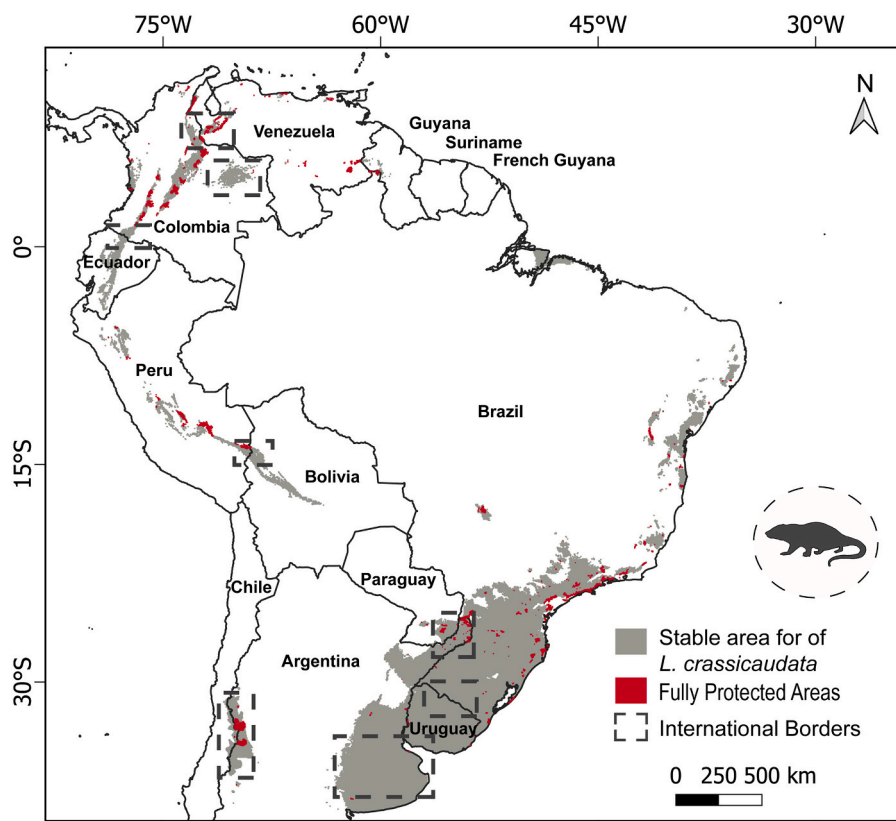 75°W 60°W 45°W 30°W
N
Venezuela
Guyana
Suriname
French Guyana
Colombia
0°
Ecuador
Peru
Brazil
15°S
Bolivia
Chile
Paraguay
Argentina
30°S
Uruguay
Stable area for of
L. crassicaudata
Fully Protected Areas
International Borders
0 250 500 km